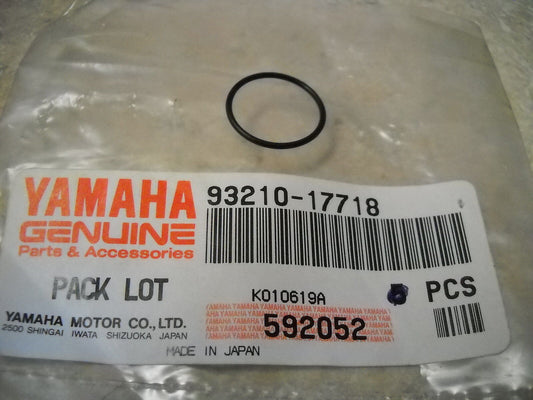 YAMAHA 93210-17718
GENUINE
Parts & Accessories
PACK LOT K010619A PCS
YAMAHA MOTOR CO.,LTD. 592052
2500 SHINGAI IWATA SHIZUOKA JAPAN
MADE IN JAPAN